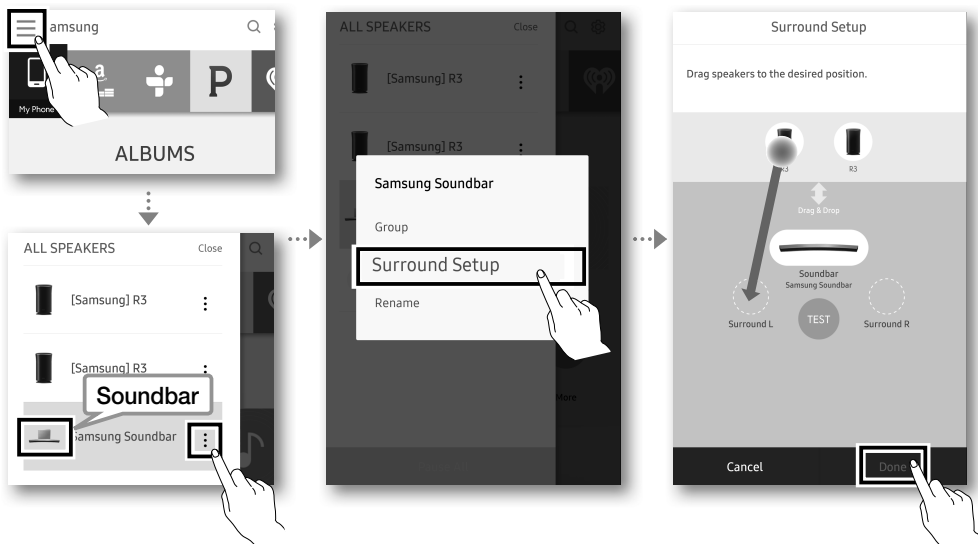 amsung
a
P
My Phone
ALBUMS
ALL SPEAKERS Close
[Samsung] R3
[Samsung] R3
Soundbar
Samsung Soundbar
ALL SPEAKERS Close
[Samsung] R3
[Samsung] R3
Samsung Soundbar
Group
Surround Setup
Rename
More
Surround Setup
Drag speakers to the desired position.
R3 R3
Drag & Drop
Soundbar
Samsung Soundbar
Surround L TEST Surround R
Cancel Done